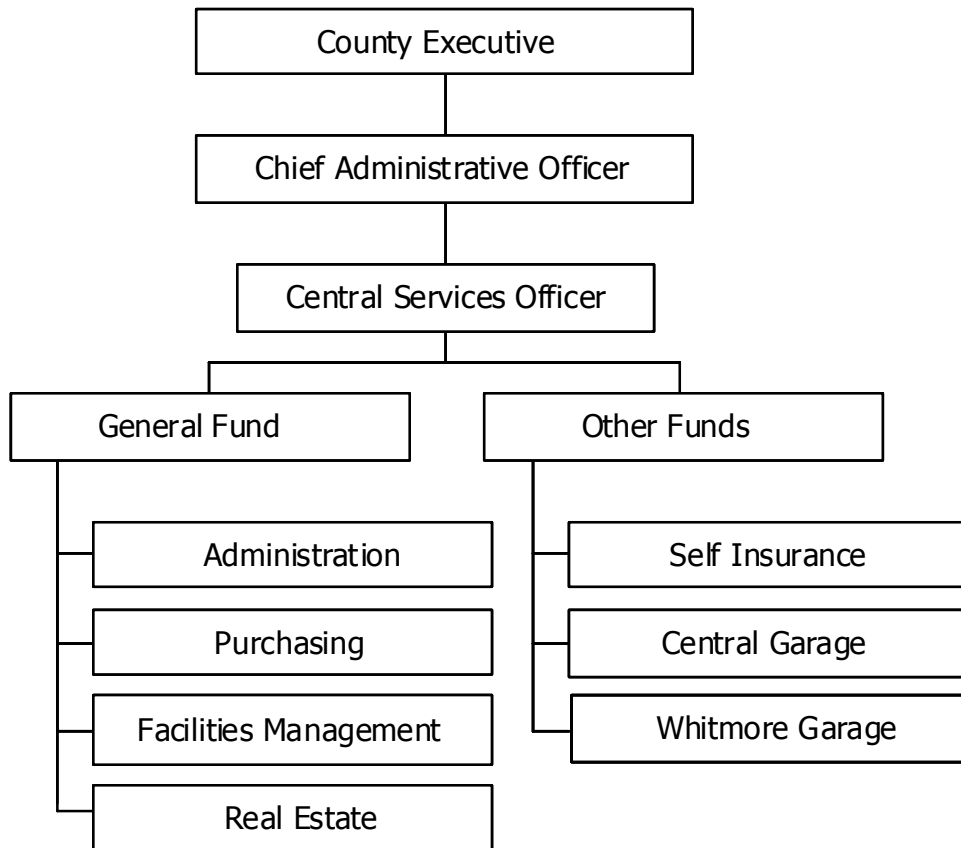 County Executive
Chief Administrative Officer
Central Services Officer
General Fund
Other Funds
Administration
Purchasing
Facilities Management
Real Estate
Self Insurance
Central Garage
Whitmore Garage